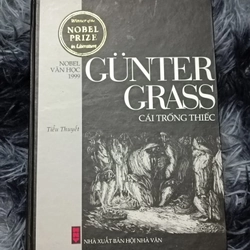 Winner of the
NOBEL
PRIZE
in Literature
NOBEL
VĂN HỌC
1999
GÜNTER
GRASS
CÁI TRỐNG THIẾC
Tiểu Thuyết
NHÀ XUẤT BẢN HỘI NHÀ VĂN